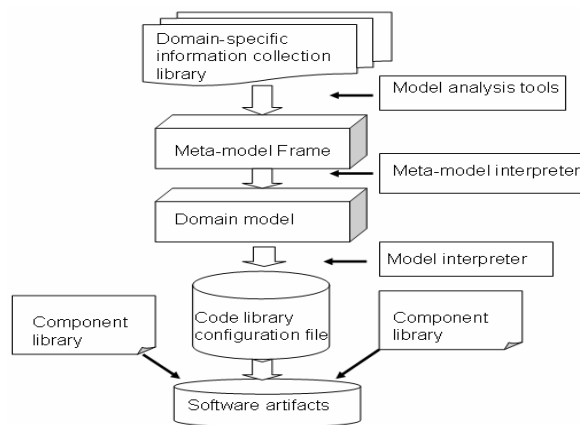 Domain-specific
information collection
library
Model analysis tools
Meta-model Frame
Meta-model interpreter
Domain model
Model interpreter
Code library
configuration file
Component
library
Component
library
Software artifacts